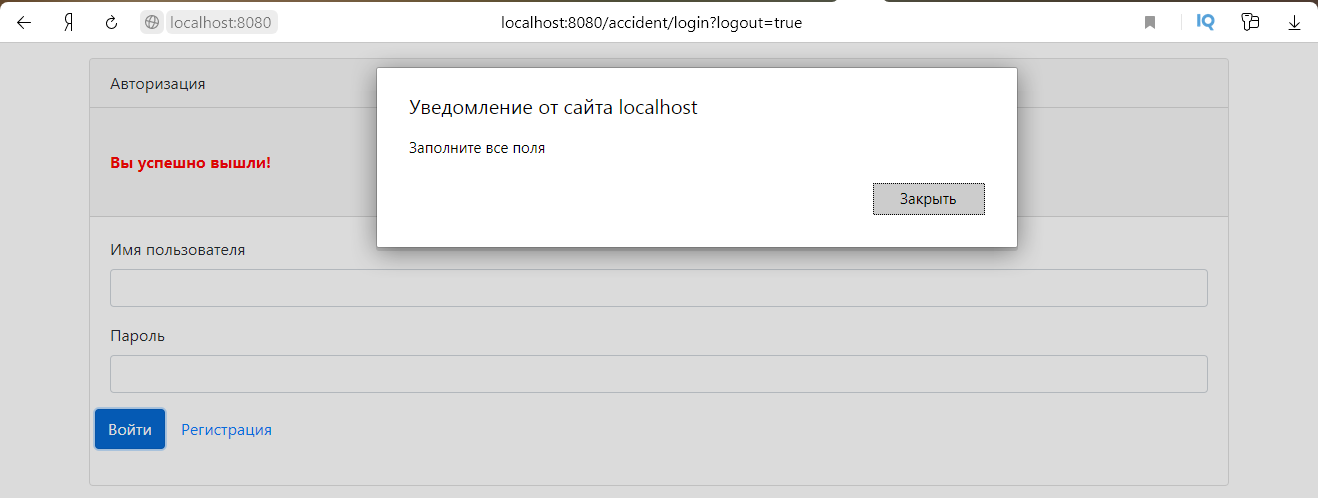 Я localhost:8080 localhost:8080/accident/login?logout=true IQ
Авторизация
Уведомление от сайта localhost
Заполните все поля
Закрыть
Вы успешно вышли!
Имя пользователя
Пароль
Войти Регистрация